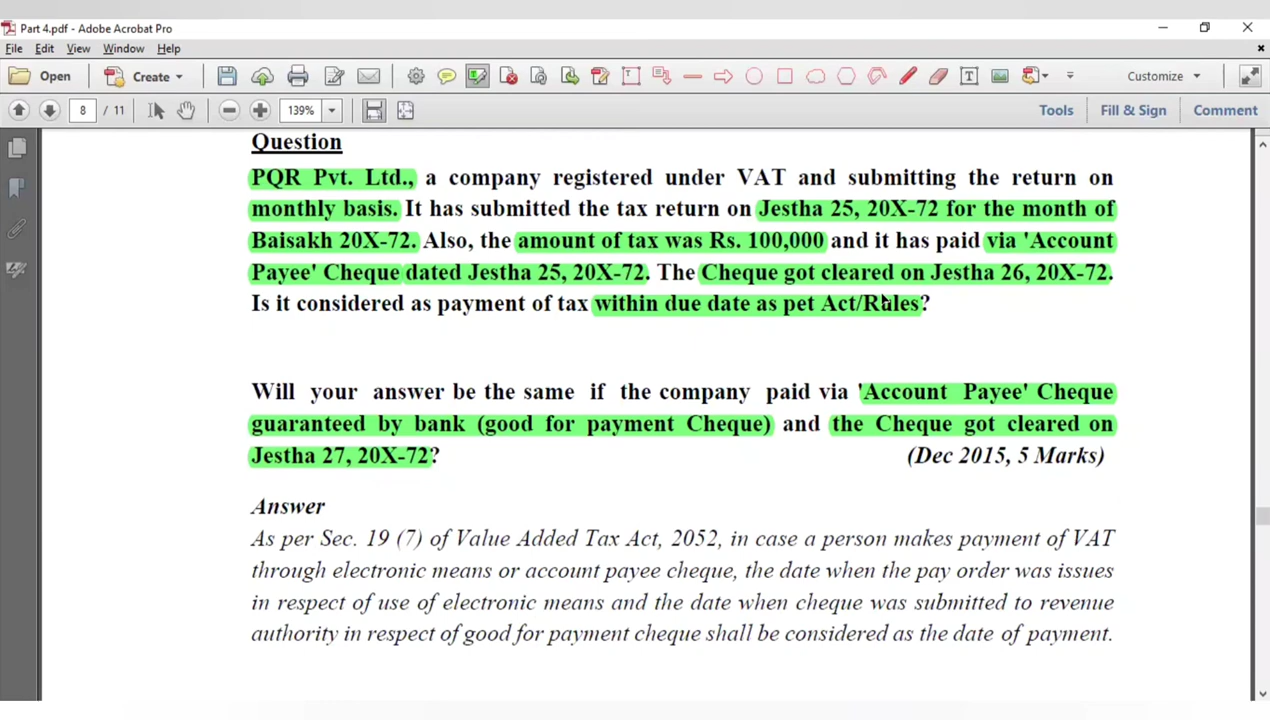 Part 4.pdf - Adobe Acrobat Pro
File Edit View Window Help
Open Create Customize
8 / 11 139% Tools Fill & Sign Comment
Question
PQR Pvt. Ltd., a company registered under VAT and submitting the return on
monthly basis. It has submitted the tax return on Jestha 25, 20X-72 for the month of
Baisakh 20X-72. Also, the amount of tax was Rs. 100,000 and it has paid via 'Account
Payee' Cheque dated Jestha 25, 20X-72. The Cheque got cleared on Jestha 26, 20X-72.
Is it considered as payment of tax within due date as pet Act/Rules?
Will your answer be the same if the company paid via 'Account Payee' Cheque
guaranteed by bank (good for payment Cheque) and the Cheque got cleared on
Jestha 27, 20X-72? (Dec 2015, 5 Marks)
Answer
As per Sec. 19 (7) of Value Added Tax Act, 2052, in case a person makes payment of VAT
through electronic means or account payee cheque, the date when the pay order was issues
in respect of use of electronic means and the date when cheque was submitted to revenue
authority in respect of good for payment cheque shall be considered as the date of payment.